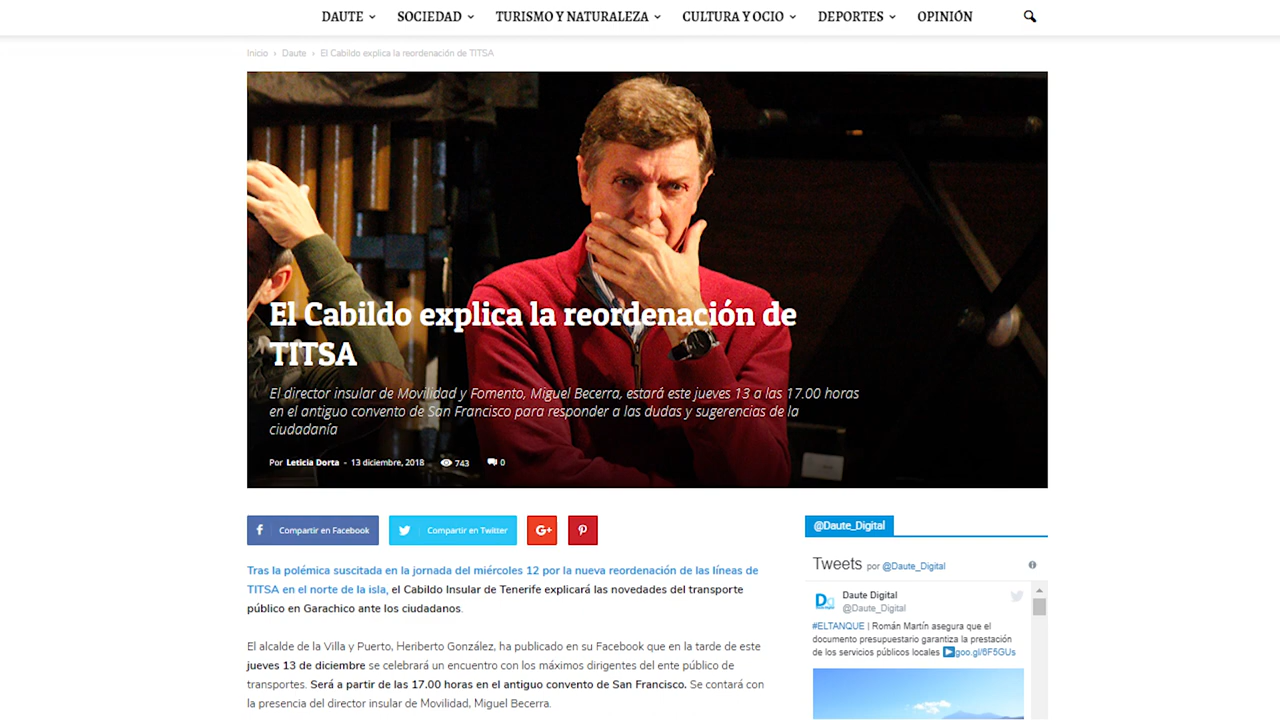 DAUTE SOCIEDAD TURISMO Y NATURALEZA CULTURA Y OCIO DEPORTES OPINIÓN
Inicio › Daute › El Cabildo explica la reordenación de TITSA
El Cabildo explica la reordenación de
TITSA
El director insular de Movilidad y Fomento, Miguel Becerra, estará este jueves 13 a las 17.00 horas
en el antiguo convento de San Francisco para responder a las dudas y sugerencias de la
ciudadanía
Por Leticia Dorta - 13 diciembre, 2018 743 0
Compartir en Facebook Compartir en Twitter G+
Tras la polémica suscitada en la jornada del miércoles 12 por la nueva reordenación de las líneas de
TITSA en el norte de la isla, el Cabildo Insular de Tenerife explicará las novedades del transporte
público en Garachico ante los ciudadanos.
El alcalde de la Villa y Puerto, Heriberto González, ha publicado en su Facebook que en la tarde de este
jueves 13 de diciembre se celebrará un encuentro con los máximos dirigentes del ente público de
transportes. Será a partir de las 17.00 horas en el antiguo convento de San Francisco. Se contará con
la presencia del director insular de Movilidad, Miguel Becerra.
@Daute_Digital
Tweets por @Daute_Digital
Daute Digital
@Daute_Digital
#ELTANQUE | Román Martín asegura que el
documento presupuestario garantiza la prestación
de los servicios públicos locales goo.gl/6F5GUs